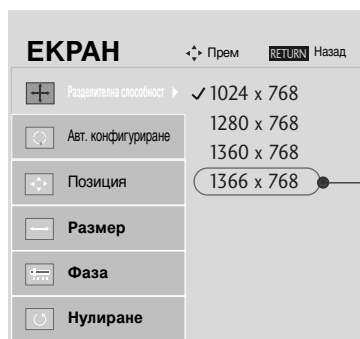 ЕКРАН
Прем RETURN Назад
Разделителна способност
1024 x 768
1280 x 768
1360 x 768
1366 x 768
Авт. конфигуриране
Позиция
Размер
Фаза
Нулиране